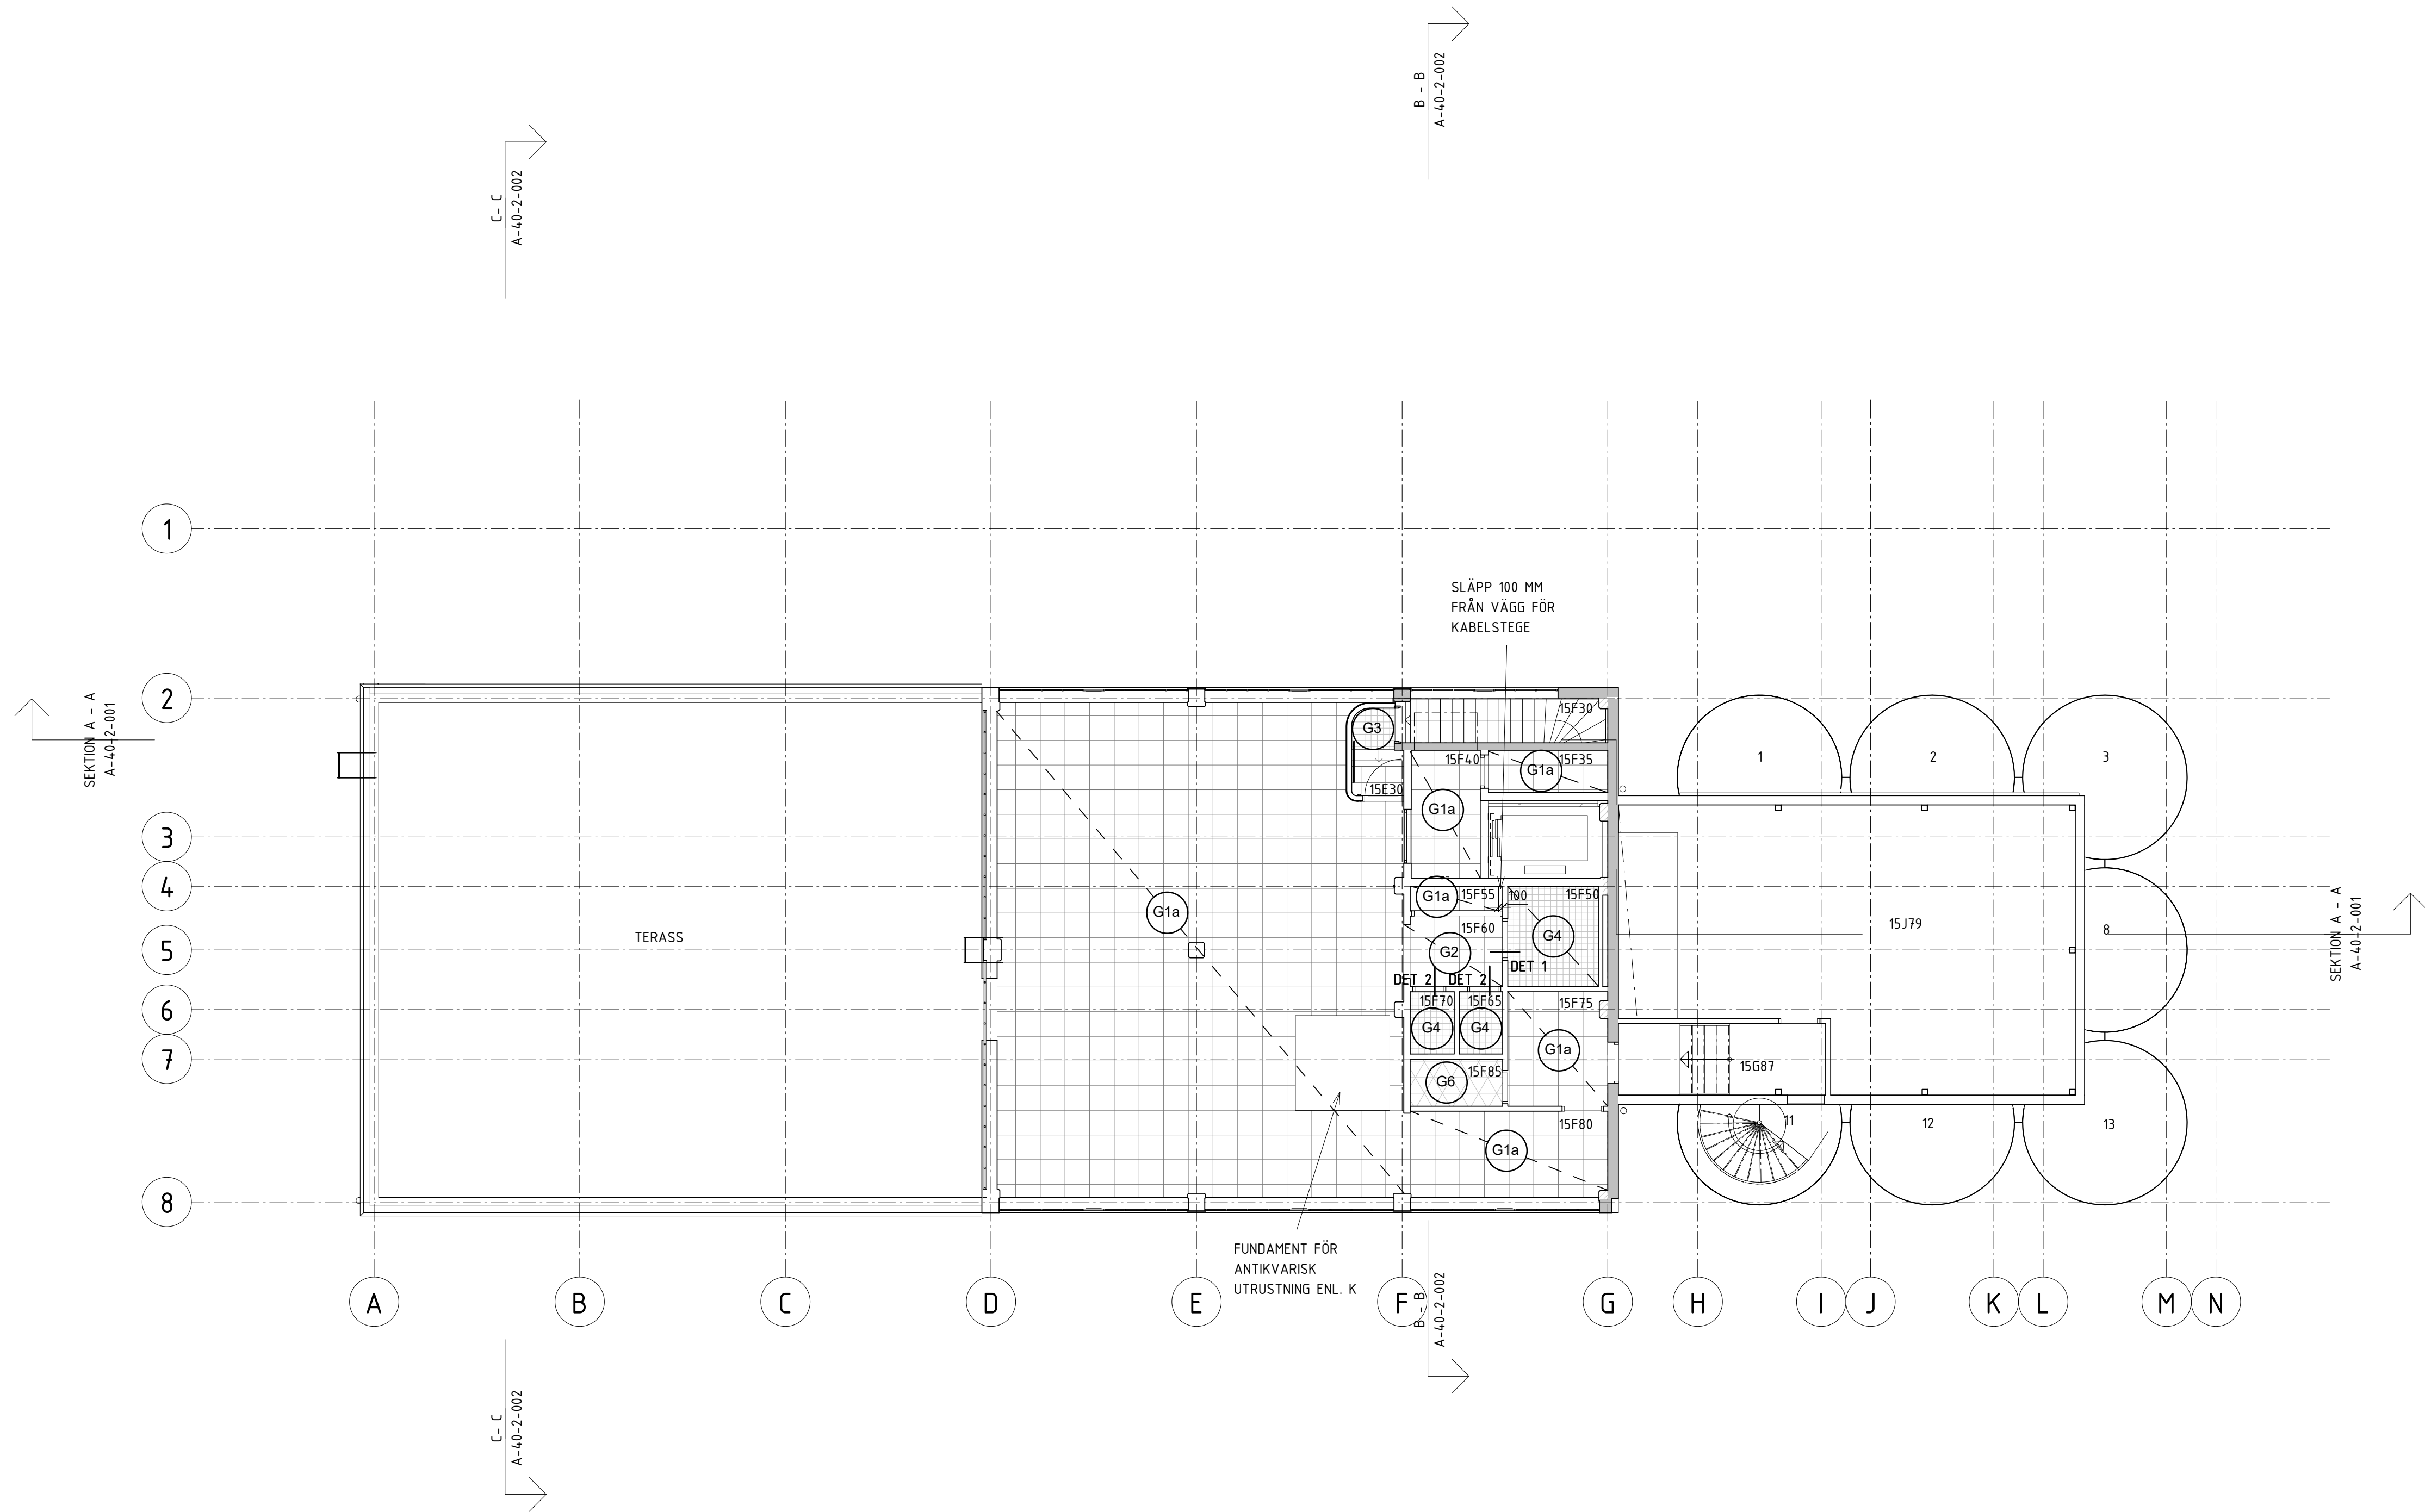 B - B
A-40-2-002
C- C
A-40-2-002
1
SLÄPP 100 MM
FRÅN VÄGG FÖR
KABELSTEGE
2
SEKTION A - A
A-40-2-001
15F30
G3
15F40
15F35
G1a
1
2
3
15E30
G1a
3
4
G1a
15F55
100
15F50
G1a
15F60
G4
15J79
8
SEKTION A - A
A-40-2-001
TERASS
5
G2
DET 1
DET 2
DET 2
6
15F70
15F65
15F75
G4
G4
G1a
7
15G87
15F85
G6
15F80
11
12
13
G1a
8
FUNDAMENT FÖR
ANTIKVARISK
UTRUSTNING ENL. K
A
B
C
D
E
F
G
H
I
J
K
L
M
N
B - B
A-40-2-002
C- C
A-40-2-002